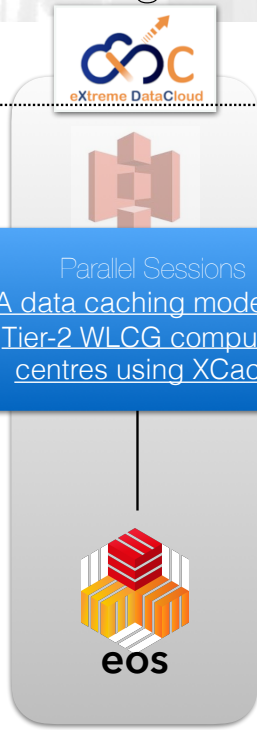 eXtreme DataCloud
Parallel Sessions
A data caching mode
Tier-2 WLCG compu
centres using XCac
eos